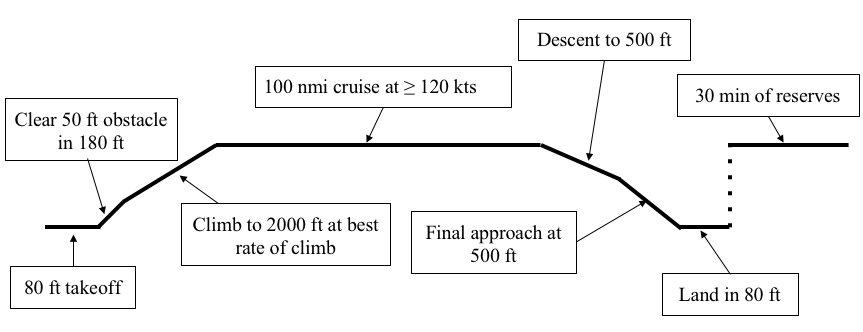 Descent to 500 ft
100 nmi cruise at ≥ 120 kts
30 min of reserves
Clear 50 ft obstacle
in 180 ft
Climb to 2000 ft at best
rate of climb
Final approach at
500 ft
80 ft takeoff
Land in 80 ft